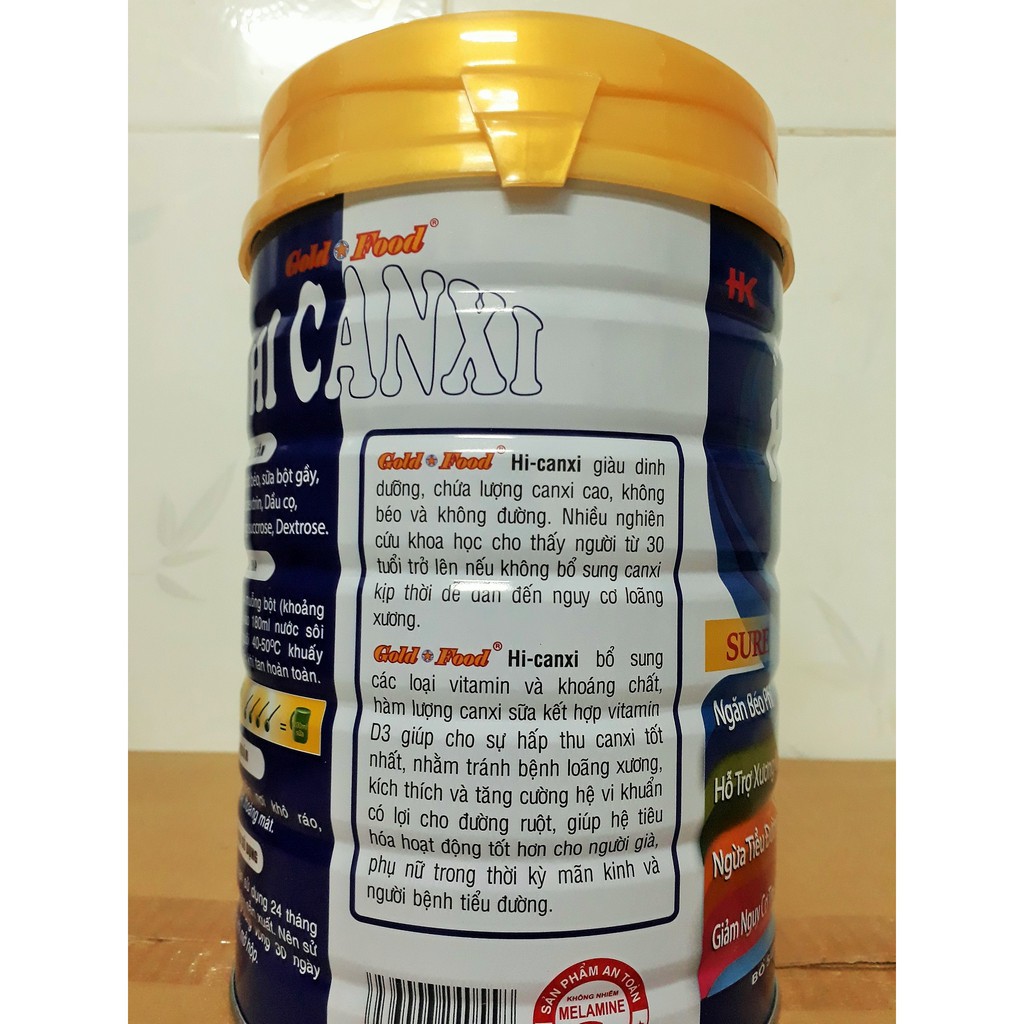 Gold Food®
HI CANXI
béo, sữa bột gầy,
Dầu cọ,
Dextrose.
bột (khoảng
180ml nước sôi
40-50ºC khuấy
tan hoàn toàn.
=
khô ráo,
mát.
sử dụng 24 tháng
xuất. Nên sử
30 ngày
hộp.
Gold Food® Hi-canxi giàu dinh
dưỡng, chứa lượng canxi cao, không
béo và không đường. Nhiều nghiên
cứu khoa học cho thấy người từ 30
tuổi trở lên nếu không bổ sung canxi
kịp thời dễ dẫn đến nguy cơ loãng
xương.
Gold Food® Hi-canxi bổ sung
các loại vitamin và khoáng chất,
hàm lượng canxi sữa kết hợp vitamin
D3 giúp cho sự hấp thu canxi tốt
nhất, nhằm tránh bệnh loãng xương,
kích thích và tăng cường hệ vi khuẩn
có lợi cho đường ruột, giúp hệ tiêu
hóa hoạt động tốt hơn cho người già,
phụ nữ trong thời kỳ mãn kinh và
người bệnh tiểu đường.
SẢN PHẨM AN TOÀN
KHÔNG NHIỄM
MELAMINE
HK
SURE
Ngăn Béo
Hỗ Trợ Xương
Ngừa Tiểu
Giảm Nguy Cơ
BỔ